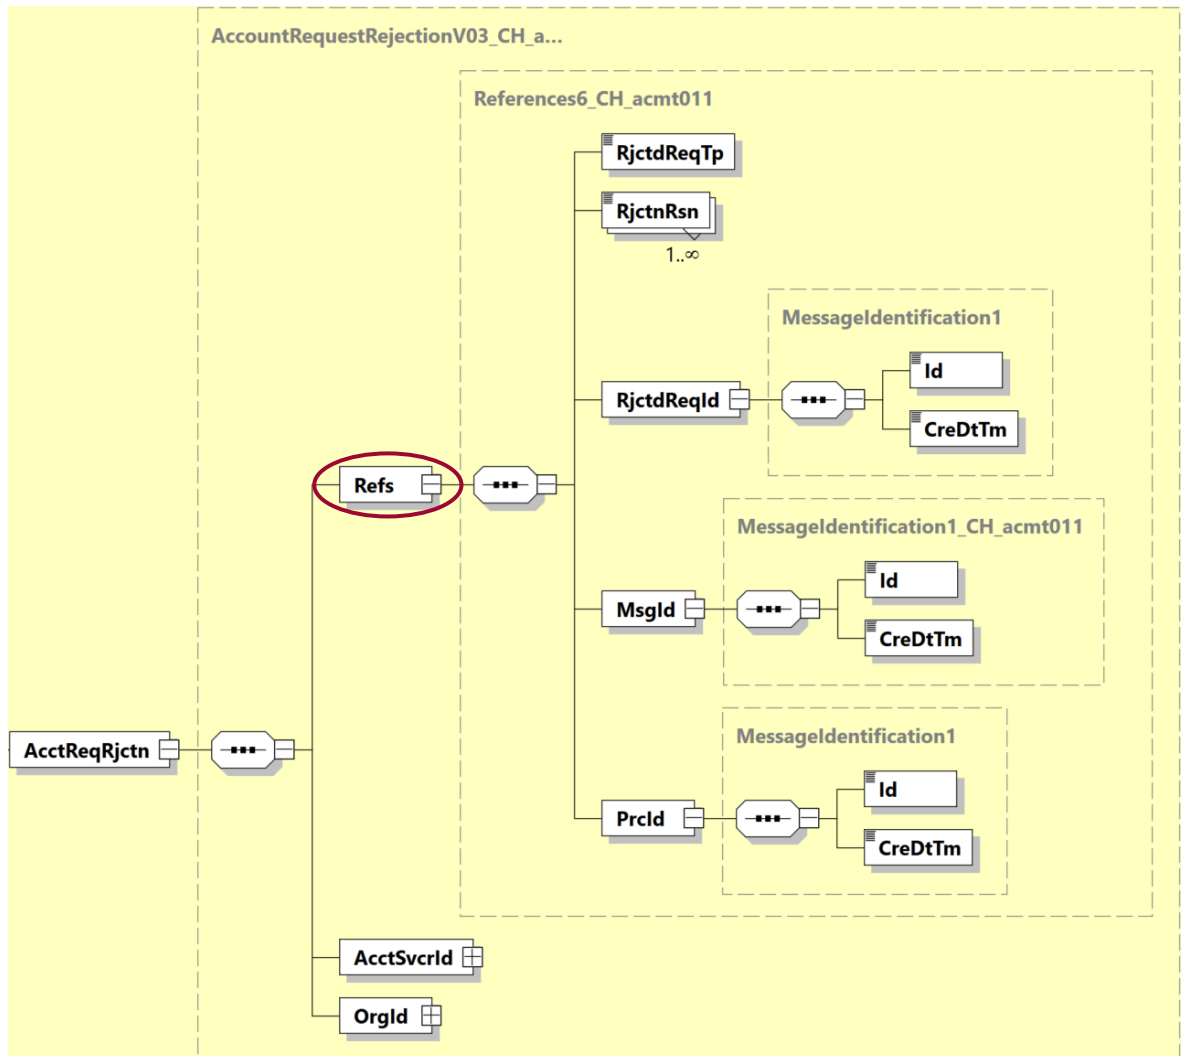 AccountRequestRejectionV03_CH_a...
References6_CH_acmt011
RjctdReqTp
RjctnRsn
1..∞
MessageIdentification1
Id
RjctdReqId
CreDtTm
Refs
MessageIdentification1_CH_acmt011
Id
MsgId
CreDtTm
MessageIdentification1
AcctReqRjctn
Id
PrcId
CreDtTm
AcctSvcrId
OrgId